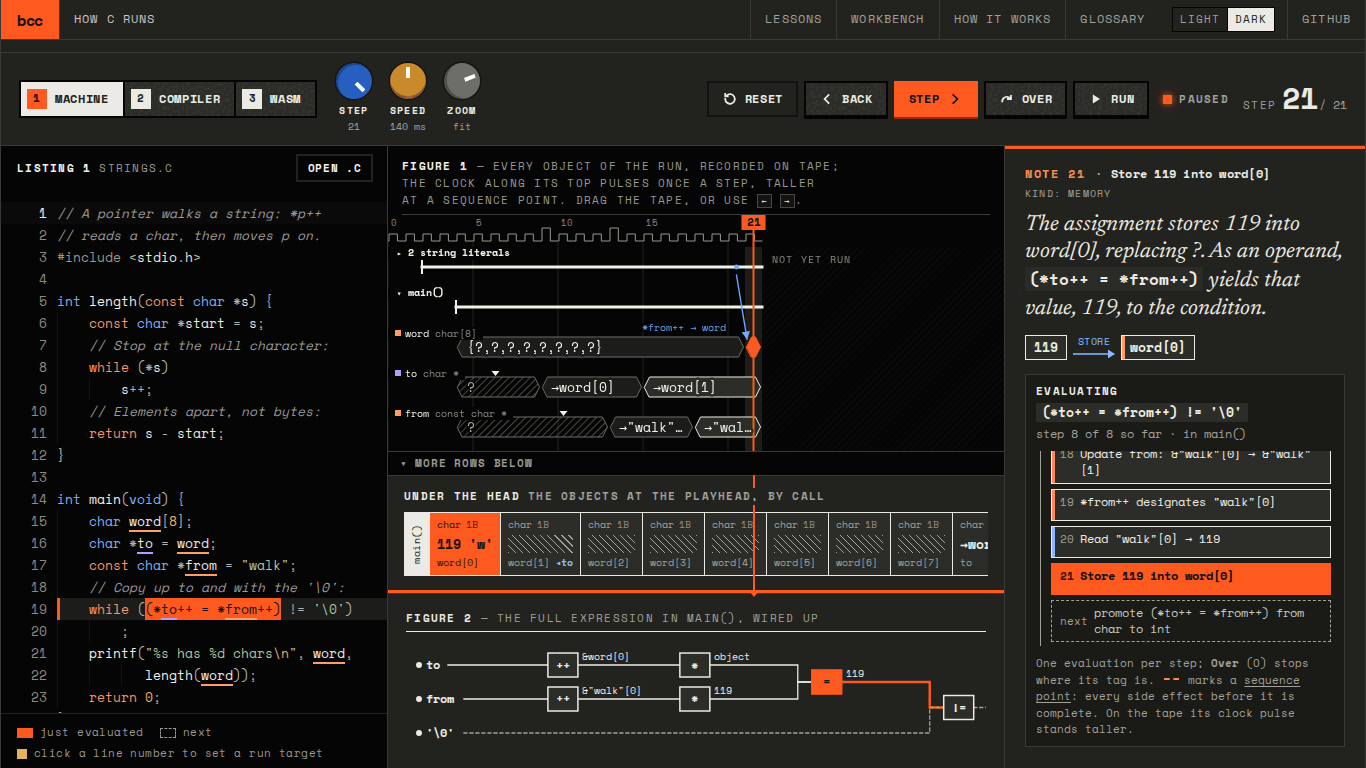 bcc HOW C RUNS LESSONS WORKBENCH HOW IT WORKS GLOSSARY LIGHT DARK GITHUB
1 MACHINE 2 COMPILER 3 WASM
STEP SPEED ZOOM
21 140 ms fit
RESET BACK STEP OVER RUN PAUSED STEP 21 / 21
LISTING 1 STRINGS.C OPEN .C
1 // A pointer walks a string: *p++
2 // reads a char, then moves p on.
3 #include <stdio.h>
4
5 int length(const char *s) {
6 const char *start = s;
7 // Stop at the null character:
8 while (*s)
9 s++;
10 // Elements apart, not bytes:
11 return s - start;
12 }
13
14 int main(void) {
15 char word[8];
16 char *to = word;
17 const char *from = "walk";
18 // Copy up to and with the '\0':
19 while ((*to++ = *from++) != '\0')
20 ;
21 printf("%s has %d chars\n", word,
22 length(word));
23 return 0;
just evaluated next
click a line number to set a run target
FIGURE 1 — EVERY OBJECT OF THE RUN, RECORDED ON TAPE;
THE CLOCK ALONG ITS TOP PULSES ONCE A STEP, TALLER
AT A SEQUENCE POINT. DRAG THE TAPE, OR USE ← →.
0 5 10 15 21
▸ 2 string literals
NOT YET RUN
▾ main()
*from++ → word
word char[8]
{?,?,?,?,?,?,?,?}
to char *
? →word[0] →word[1]
from const char *
? →"walk"… →"wal…
▾ MORE ROWS BELOW
UNDER THE HEAD THE OBJECTS AT THE PLAYHEAD, BY CALL
main()
char 1B char 1B char 1B char 1B char 1B char 1B char 1B char 1B char
119 'w' →wor
word[0] word[1] ◂to word[2] word[3] word[4] word[5] word[6] word[7] to
FIGURE 2 — THE FULL EXPRESSION IN MAIN(), WIRED UP
to ++ &word[0] * object
= 119
from ++ &"walk"[0] * 119
!=
'\0'
NOTE 21 · Store 119 into word[0]
KIND: MEMORY
The assignment stores 119 into
word[0], replacing ?. As an operand,
(*to++ = *from++) yields that
value, 119, to the condition.
119 STORE word[0]
EVALUATING
(*to++ = *from++) != '\0'
step 8 of 8 so far · in main()
18 Update from: &"walk"[0] → &"walk"
[1]
19 *from++ designates "walk"[0]
20 Read "walk"[0] → 119
21 Store 119 into word[0]
next promote (*to++ = *from++) from
char to int
One evaluation per step; Over (O) stops
where its tag is. -- marks a sequence
point: every side effect before it is
complete. On the tape its clock pulse
stands taller.